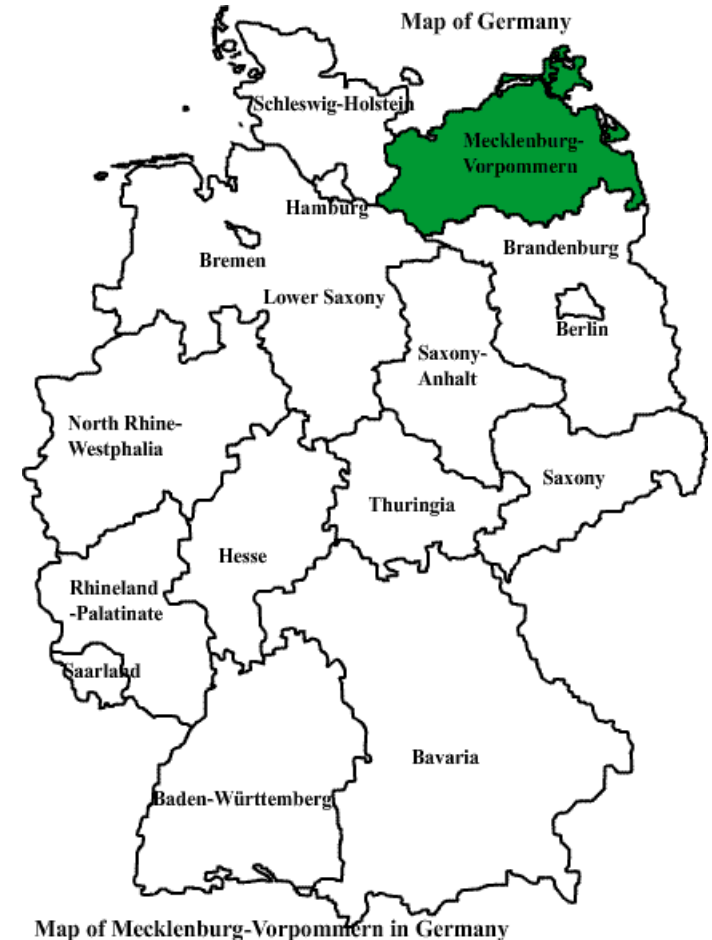 Map of Germany
Schleswig-Holstein
Mecklenburg-
Vorpommern
Hamburg
Brandenburg
Bremen
Lower Saxony
Berlin
Saxony-
Anhalt
North Rhine-
Westphalia
Saxony
Thuringia
Hesse
Rhineland
-Palatinate
Saarland
Bavaria
Baden-Württemberg
Map of Mecklenburg-Vorpommern in Germany